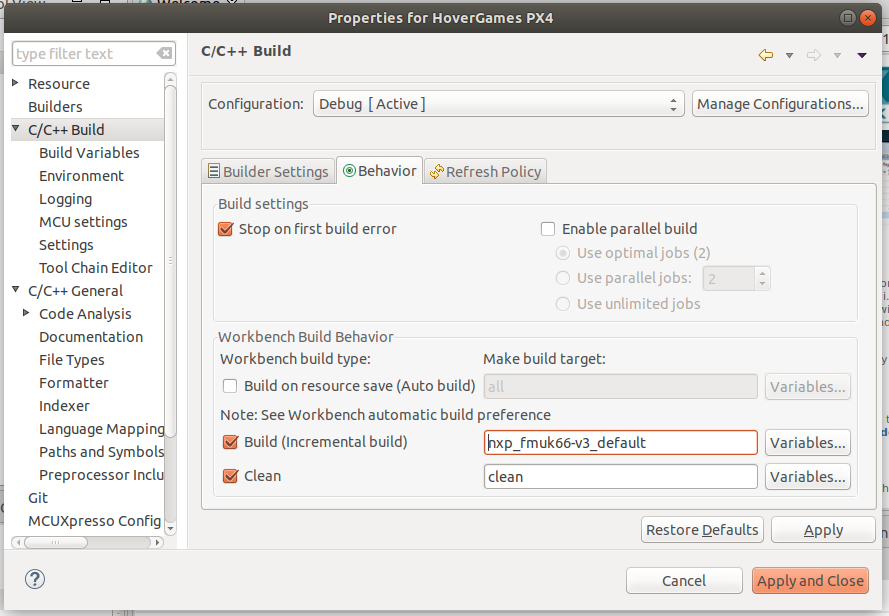 Welcome
Properties for HoverGames PX4
type filter text
Resource
Builders
C/C++ Build
Build Variables
Environment
Logging
MCU settings
Settings
Tool Chain Editor
C/C++ General
Code Analysis
Documentation
File Types
Formatter
Indexer
Language Mapping
Paths and Symbols
Preprocessor Inclu
Git
MCUXpresso Config
C/C++ Build
Configuration:
Debug [ Active ]
Manage Configurations...
Builder Settings
Behavior
Refresh Policy
Build settings
Stop on first build error
Enable parallel build
Use optimal jobs (2)
Use parallel jobs:
2
Use unlimited jobs
Workbench Build Behavior
Workbench build type:
Make build target:
Build on resource save (Auto build)
all
Variables...
Note: See Workbench automatic build preference
Build (Incremental build)
nxp_fmuk66-v3_default
Variables...
Clean
clean
Variables...
Restore Defaults
Apply
?
Cancel
Apply and Close